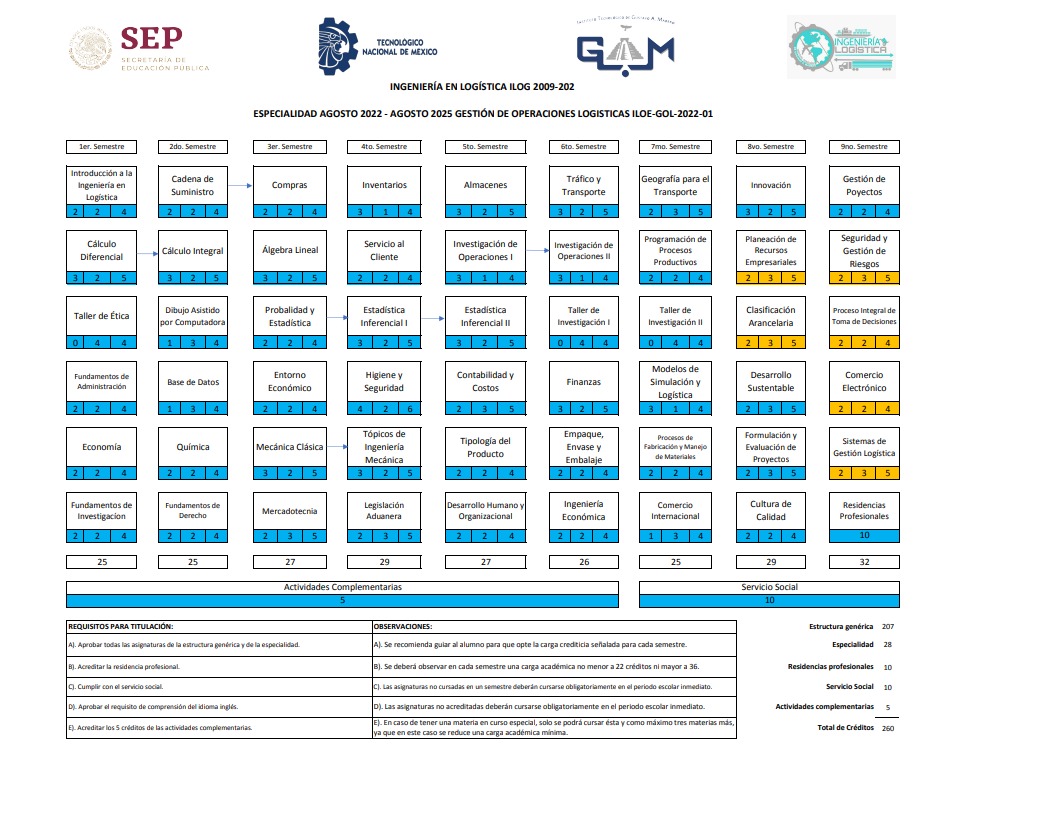 SEP
SECRETARÍA DE
EDUCACIÓN PÚBLICA
TECNOLÓGICO
NACIONAL DE MÉXICO
GAM
INGENIERÍA
LOGÍSTICA
INGENIERÍA EN LOGÍSTICA ILOG 2009-202
ESPECIALIDAD AGOSTO 2022 - AGOSTO 2025 GESTIÓN DE OPERACIONES LOGISTICAS ILOE-GOL-2022-01
1er. Semestre 2do. Semestre 3er. Semestre 4to. Semestre 5to. Semestre 6to. Semestre 7mo. Semestre 8vo. Semestre 9no. Semestre
Introducción a la
Ingeniería en
Logística
Cadena de
Suministro
Compras
Inventarios
Almacenes
Tráfico y
Transporte
Geografía para el
Transporte
Innovación
Gestión de
Poyectos
2 2 4 2 2 4 2 2 4 3 1 4 3 2 5 3 2 5 2 3 5 3 2 5 2 2 4
Cálculo
Diferencial
Cálculo Integral
Álgebra Lineal
Servicio al
Cliente
Investigación de
Operaciones I
Investigación de
Operaciones II
Programación de
Procesos
Productivos
Planeación de
Recursos
Empresariales
Seguridad y
Gestión de
Riesgos
3 2 5 3 2 5 3 2 5 2 2 4 3 1 4 3 1 4 2 2 4 2 3 5 2 3 5
Taller de Ética
Dibujo Asistido
por Computadora
Probalidad y
Estadística
Estadística
Inferencial I
Estadística
Inferencial II
Taller de
Investigación I
Taller de
Investigación II
Clasificación
Arancelaria
Proceso Integral de
Toma de Decisiones
0 4 4 1 3 4 2 2 4 3 2 5 3 2 5 0 4 4 0 4 4 2 3 5 2 2 4
Fundamentos de
Administración
Base de Datos
Entorno
Económico
Higiene y
Seguridad
Contabilidad y
Costos
Finanzas
Modelos de
Simulación y
Logística
Desarrollo
Sustentable
Comercio
Electrónico
2 2 4 1 3 4 2 2 4 4 2 6 2 3 5 3 2 5 3 1 4 2 3 5 2 2 4
Economía
Química
Mecánica Clásica
Tópicos de
Ingeniería
Mecánica
Tipología del
Producto
Empaque,
Envase y
Embalaje
Procesos de
Fabricación y Manejo
de Materiales
Formulación y
Evaluación de
Proyectos
Sistemas de
Gestión Logística
2 2 4 2 2 4 3 2 5 3 2 5 2 2 4 2 2 4 2 2 4 2 3 5 2 3 5
Fundamentos de
Investigacíon
Fundamentos de
Derecho
Mercadotecnia
Legislación
Aduanera
Desarrollo Humano y
Organizacional
Ingeniería
Económica
Comercio
Internacional
Cultura de
Calidad
Residencias
Profesionales
2 2 4 2 2 4 2 3 5 2 3 5 2 2 4 2 2 4 1 3 4 2 2 4 10
25 25 27 29 27 26 25 29 32
Actividades Complementarias
5
Servicio Social
10
REQUISITOS PARA TITULACIÓN:
A). Aprobar todas las asignaturas de la estructura genérica y de la especialidad.
B). Acreditar la residencia profesional.
C). Cumplir con el servicio social.
D). Aprobar el requisito de comprensión del idioma inglés.
E). Acreditar los 5 créditos de las actividades complementarias.
OBSERVACIONES:
A). Se recomienda guiar al alumno para que opte la carga crediticia señalada para cada semestre.
B). Se deberá observar en cada semestre una carga académica no menor a 22 créditos ni mayor a 36.
C). Las asignaturas no cursadas en un semestre deberán cursarse obligatoriamente en el periodo escolar inmediato.
D). Las asignaturas no acreditadas deberán cursarse obligatoriamente en el periodo escolar inmediato.
E). En caso de tener una materia en curso especial, solo se podrá cursar ésta y como máximo tres materias más,
ya que en este caso se reduce una carga académica mínima.
Estructura genérica 207
Especialidad 28
Residencias profesionales 10
Servicio Social 10
Actividades complementarias 5
Total de Créditos 260